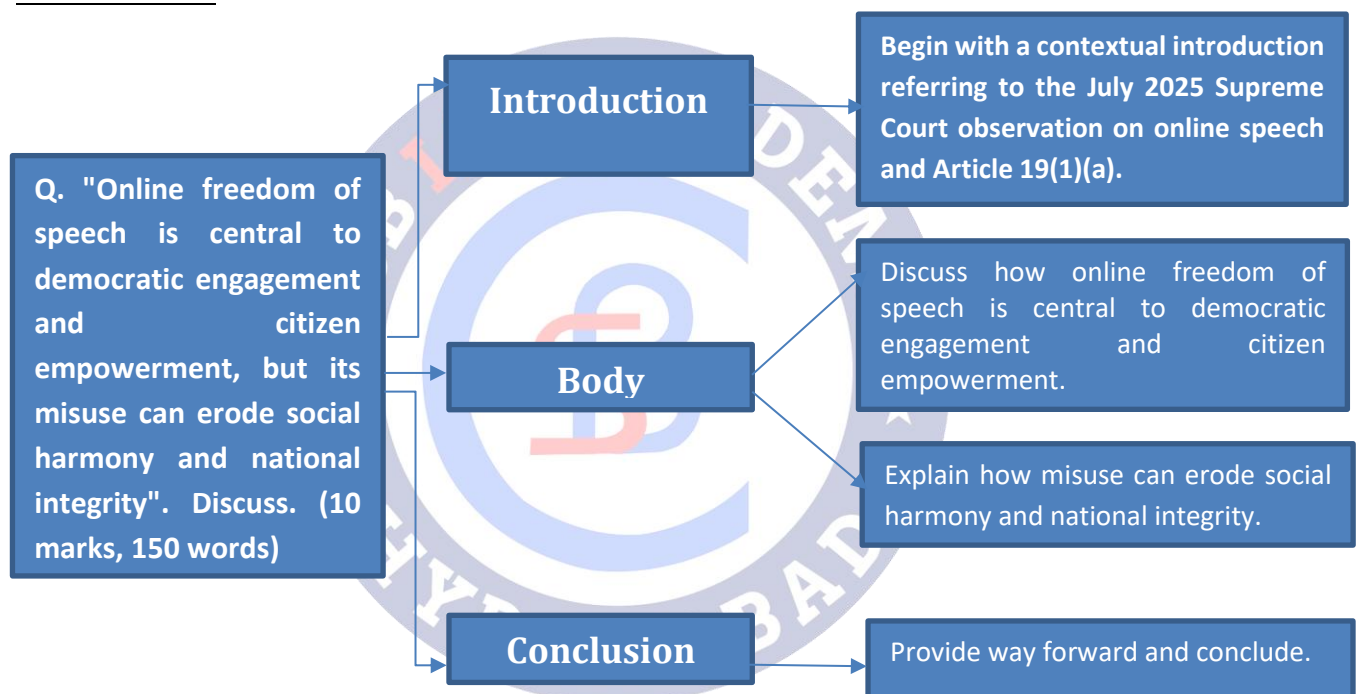 Q. "Online freedom of
speech is central to
democratic engagement
and citizen
empowerment, but its
misuse can erode social
harmony and national
integrity". Discuss. (10
marks, 150 words)
Introduction
Begin with a contextual introduction
referring to the July 2025 Supreme
Court observation on online speech
and Article 19(1)(a).
Body
Discuss how online freedom of
speech is central to democratic
engagement and citizen
empowerment.
Explain how misuse can erode social
harmony and national integrity.
Conclusion
Provide way forward and conclude.